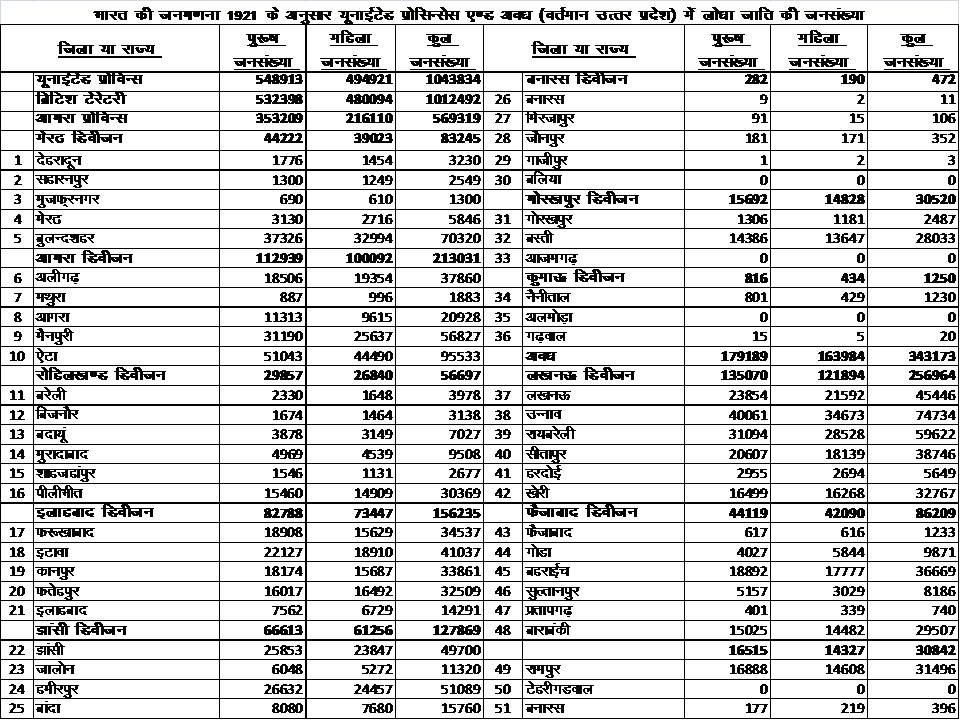 भारत की जनगणना 1921 के अनुसार यूनाईटेड प्रोसिन्सेस एण्ड अवध (वर्तमान उत्तर प्रदेश) में लोधा जाति की जनसंख्या
जिला या राज्य पुरूष जनसंख्या महिला जनसंख्या कुल जनसंख्या जिला या राज्य पुरूष जनसंख्या महिला जनसंख्या कुल जनसंख्या
यूनाईटेड प्रोविन्स 548913 494921 1043834 बनारस डिवीजन 282 190 472
ब्रिटिश टेरेटरी 532398 480094 1012492 26 बनारस 9 2 11
आगरा प्रोविन्स 353209 216110 569319 27 मिरजापुर 91 15 106
मेरठ डिवीजन 44222 39023 83245 28 जौनपुर 181 171 352
1 देहरादून 1776 1454 3230 29 गाजीपुर 1 2 3
2 सहारनपुर 1300 1249 2549 30 बलिया 0 0 0
3 मुजफ्रनगर 690 610 1300 गोरखपुर डिवीजन 15692 14828 30520
4 मेरठ 3130 2716 5846 31 गोरखपुर 1306 1181 2487
5 बुलन्दशहर 37326 32994 70320 32 बस्ती 14386 13647 28033
आगरा डिवीजन 112939 100092 213031 33 आजमगढ़ 0 0 0
6 अलीगढ़ 18506 19354 37860 कुमाऊ डिवीजन 816 434 1250
7 मथुरा 887 996 1883 34 नैनीताल 801 429 1230
8 आगरा 11313 9615 20928 35 अलमोड़ा 0 0 0
9 मैनपुरी 31190 25637 56827 36 गढ़वाल 15 5 20
10 ऐटा 51043 44490 95533 अवध 179189 163984 343173
रोहिलखण्ड डिवीजन 29857 26840 56697 लखनऊ डिवीजन 135070 121894 256964
11 बरेली 2330 1648 3978 37 लखनऊ 23854 21592 45446
12 बिजनौर 1674 1464 3138 38 उन्नाव 40061 34673 74734
13 बदायूं 3878 3149 7027 39 रायबरेली 31094 28528 59622
14 मुरादाबाद 4969 4539 9508 40 सीतापुर 20607 18139 38746
15 शाहजहांपुर 1546 1131 2677 41 हरदोई 2955 2694 5649
16 पीलीभीत 15460 14909 30369 42 खेरी 16499 16268 32767
इलाहबाद डिवीजन 82788 73447 156235 फैजाबाद डिवीजन 44119 42090 86209
17 फरूखाबाद 18908 15629 34537 43 फैजाबाद 617 616 1233
18 इटावा 22127 18910 41037 44 गोडा 4027 5844 9871
19 कानपुर 18174 15687 33861 45 बहराईच 18892 17777 36669
20 फतेहपुर 16017 16492 32509 46 सुल्तानपुर 5157 3029 8186
21 इलाहबाद 7562 6729 14291 47 प्रतापगढ़ 401 339 740
झांसी डिवीजन 66613 61256 127869 48 बाराबंकी 15025 14482 29507
22 झांसी 25853 23847 49700 16515 14327 30842
23 जालोन 6048 5272 11320 49 रामपुर 16888 14608 31496
24 हमीरपुर 26632 24457 51089 50 टेहरीगडवाल 0 0 0
25 बांदा 8080 7680 15760 51 बनारस 177 219 396